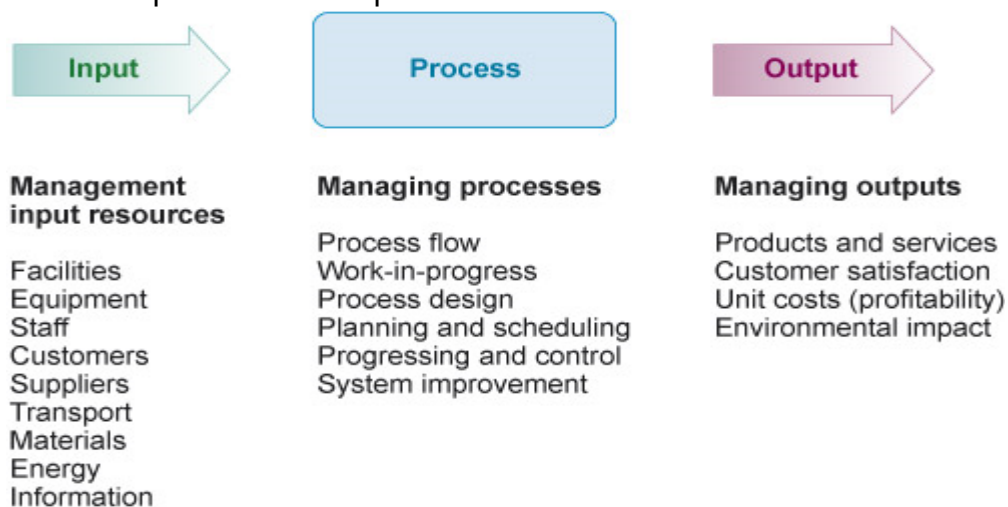 Input
Process
Output
Management
input resources
Facilities
Equipment
Staff
Customers
Suppliers
Transport
Materials
Energy
Information
Managing processes
Process flow
Work-in-progress
Process design
Planning and scheduling
Progressing and control
System improvement
Managing outputs
Products and services
Customer satisfaction
Unit costs (profitability)
Environmental impact